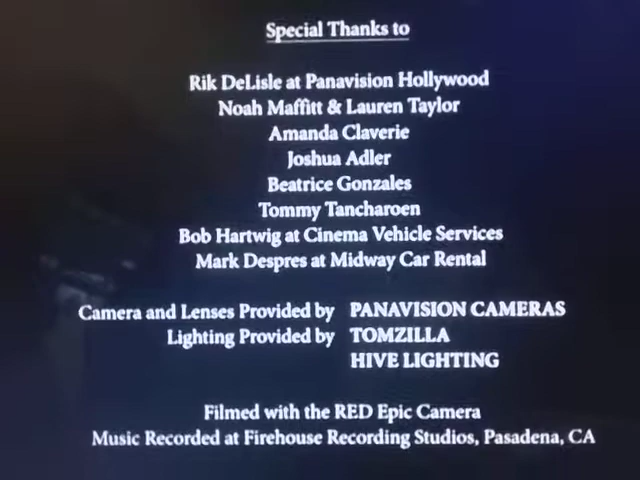 Special Thanks to
Rik DeLisle at Panavision Hollywood
Noah Maffitt & Lauren Taylor
Amanda Claverie
Joshua Adler
Beatrice Gonzales
Tommy Tancharoen
Bob Hartwig at Cinema Vehicle Services
Mark Despres at Midway Car Rental
Camera and Lenses Provided by PANAVISION CAMERAS
Lighting Provided by TOMZILLA
HIVE LIGHTING
Filmed with the RED Epic Camera
Music Recorded at Firehouse Recording Studios, Pasadena, CA